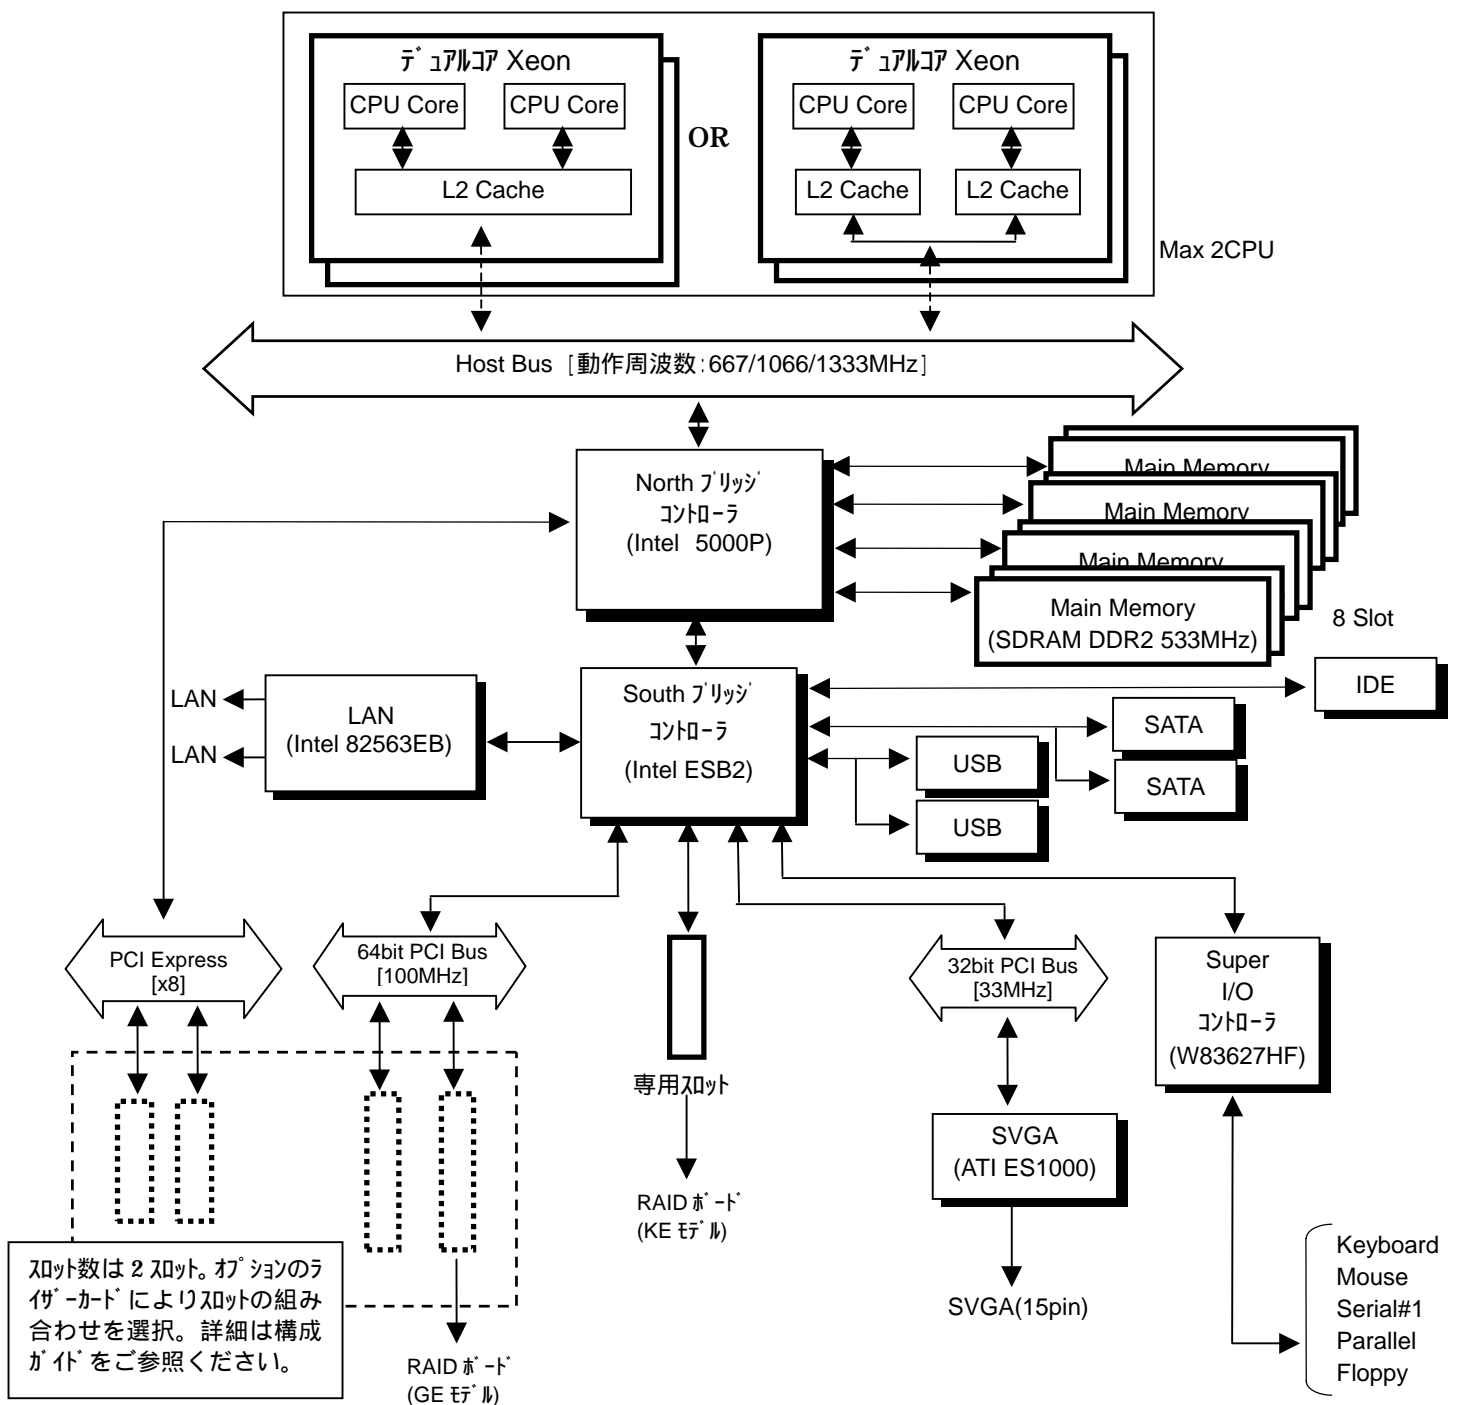 ﾃﾞｭｱﾙｺｱ Xeon
CPU Core
CPU Core
L2 Cache
OR
ﾃﾞｭｱﾙｺｱ Xeon
CPU Core
CPU Core
L2 Cache
L2 Cache
Max 2CPU
Host Bus [動作周波数:667/1066/1333MHz]
North ﾌﾞﾘｯｼﾞ
ｺﾝﾄﾛｰﾗ
(Intel 5000P)
Main Memory
Main Memory
Main Memory
Main Memory
(SDRAM DDR2 533MHz)
8 Slot
South ﾌﾞﾘｯｼﾞ
ｺﾝﾄﾛｰﾗ
(Intel ESB2)
LAN
LAN
LAN
(Intel 82563EB)
IDE
SATA
SATA
USB
USB
PCI Express
[x8]
64bit PCI Bus
[100MHz]
専用ｽﾛｯﾄ
RAID ﾎﾞｰﾄﾞ
(KE ﾓﾃﾞﾙ)
32bit PCI Bus
[33MHz]
SVGA
(ATI ES1000)
SVGA(15pin)
Super
I/O
ｺﾝﾄﾛｰﾗ
(W83627HF)
Keyboard
Mouse
Serial#1
Parallel
Floppy
ｽﾛｯﾄ数は 2 ｽﾛｯﾄ。ｵﾌﾟｼｮﾝのﾗ
ｲｻﾞｰｶｰﾄﾞによりｽﾛｯﾄの組み
合わせを選択。詳細は構成
ｶﾞｲﾄﾞをご参照ください。
RAID ﾎﾞｰﾄﾞ
(GE ﾓﾃﾞﾙ)